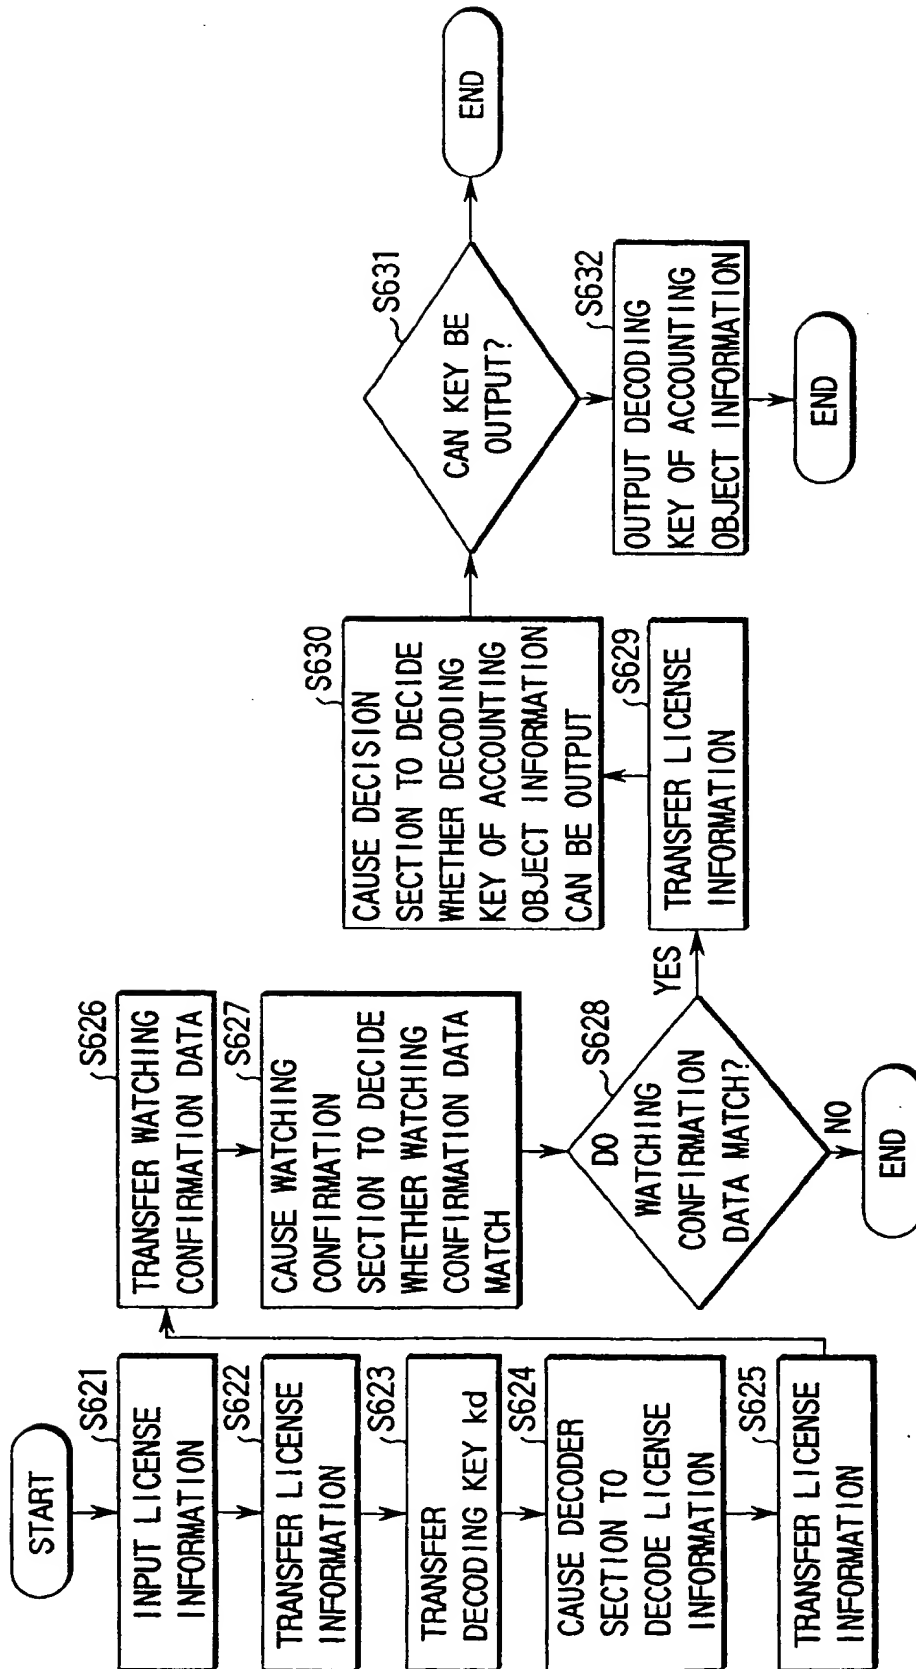 START
S621
INPUT LICENSE
INFORMATION
S622
TRANSFER LICENSE
INFORMATION
S623
TRANSFER
DECODING KEY kd
S624
CAUSE DECODER
SECTION TO
DECODE LICENSE
INFORMATION
S625
TRANSFER LICENSE
INFORMATION
S626
TRANSFER WATCHING
CONFIRMATION DATA
S627
CAUSE WATCHING
CONFIRMATION
SECTION TO DECIDE
WHETHER WATCHING
CONFIRMATION DATA
MATCH
S628
DO
WATCHING
CONFIRMATION
DATA MATCH?
YES
NO
END
S629
TRANSFER LICENSE
INFORMATION
S630
CAUSE DECISION
SECTION TO DECIDE
WHETHER DECODING
KEY OF ACCOUNTING
OBJECT INFORMATION
CAN BE OUTPUT
S631
CAN KEY BE
OUTPUT?
END
S632
OUTPUT DECODING
KEY OF ACCOUNTING
OBJECT INFORMATION
END